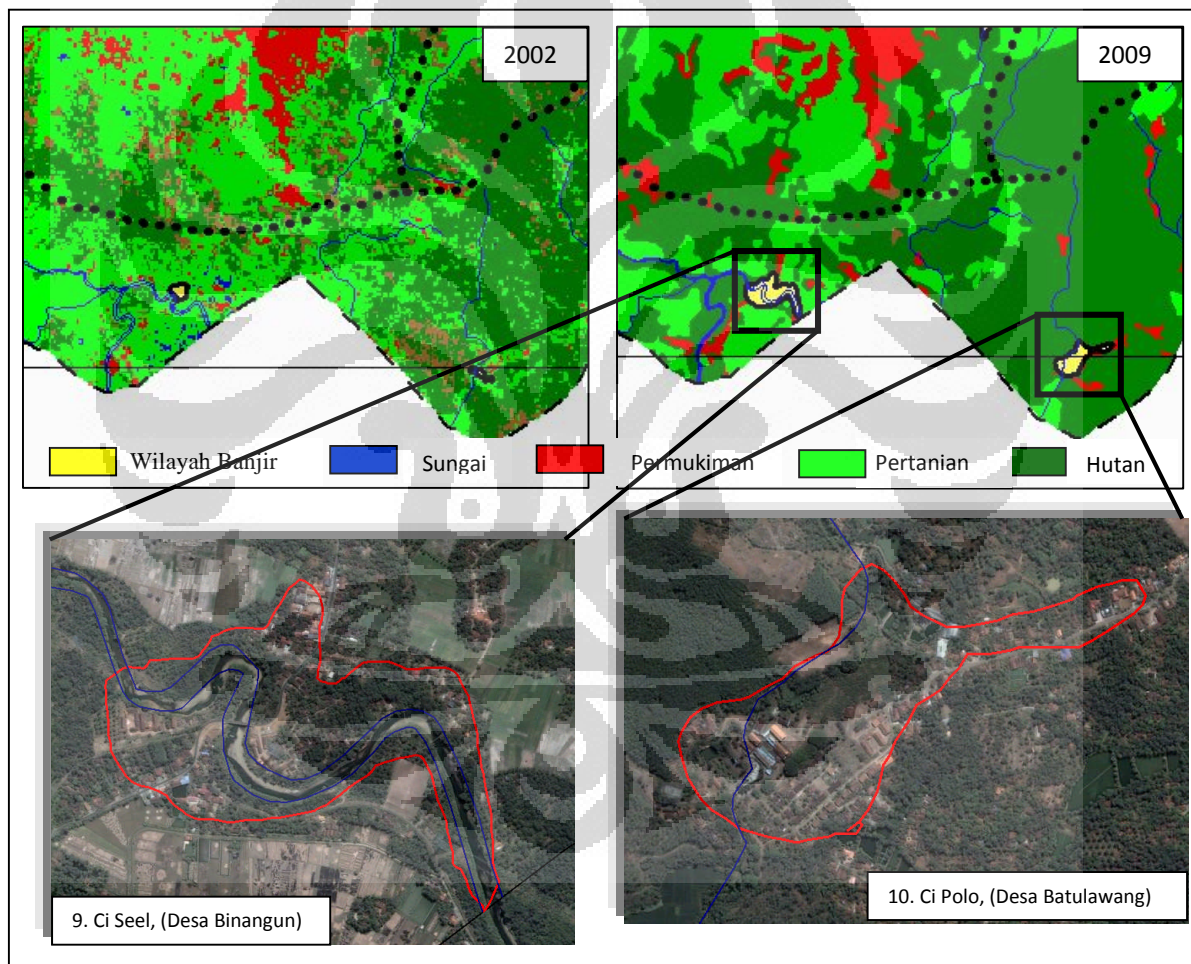 2002
2009
Wilayah Banjir
Sungai
Permukiman
Pertanian
Hutan
9. Ci Seel, (Desa Binangun)
10. Ci Polo, (Desa Batulawang)